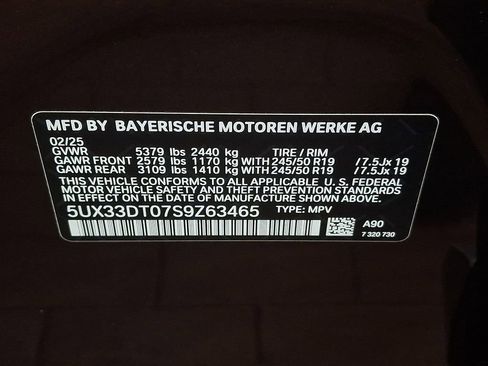 MFD BY BAYERISCHE MOTOREN WERKE AG
02/25
GVWR 5379 lbs 2440 kg TIRE / RIM
GAWR FRONT 2579 lbs 1170 kg WITH 245/50 R19 /7.5Jx 19
GAWR REAR 3109 lbs 1410 kg WITH 245/50 R19 /7.5Jx 19
THIS VEHICLE CONFORMS TO ALL APPLICABLE U.S. FEDERAL
MOTOR VEHICLE SAFETY AND THEFT PREVENTION STANDARDS
IN EFFECT ON THE DATE OF MANUFACTURE SHOWN ABOVE.
5UX33DT07S9Z63465 TYPE: MPV
A90
7 320 730